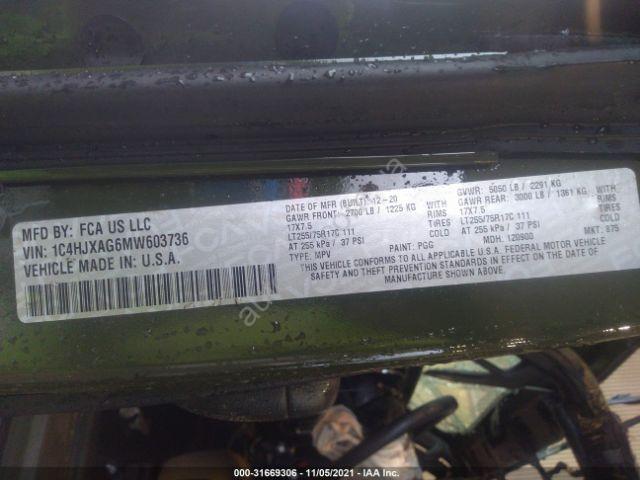 MFD BY: FCA US LLC
VIN: 1C4HJXAG6MW603736
VEHICLE MADE IN: U.S.A.
DATE OF MFR (BUILT): 12-20
GAWR FRONT: 2700 LB / 1225 KG WITH
17X7.5 RIMS
LT255/75R17C 111 TIRES
AT 255 kPa / 37 PSI COLD
TYPE: MPV PAINT: PGG
GVWR: 5050 LB / 2291 KG
GAWR REAR: 3000 LB / 1361 KG WITH
17X7.5 RIMS
LT255/75R17C 111 TIRES
AT 255 kPa / 37 PSI COLD
MDH: 120900 MKT: 875
THIS VEHICLE CONFORMS TO ALL APPLICABLE U.S.A. FEDERAL MOTOR VEHICLE
SAFETY AND THEFT PREVENTION STANDARDS IN EFFECT ON THE DATE OF
MANUFACTURE SHOWN ABOVE.
000-31669306 - 11/05/2021 - IAA Inc.